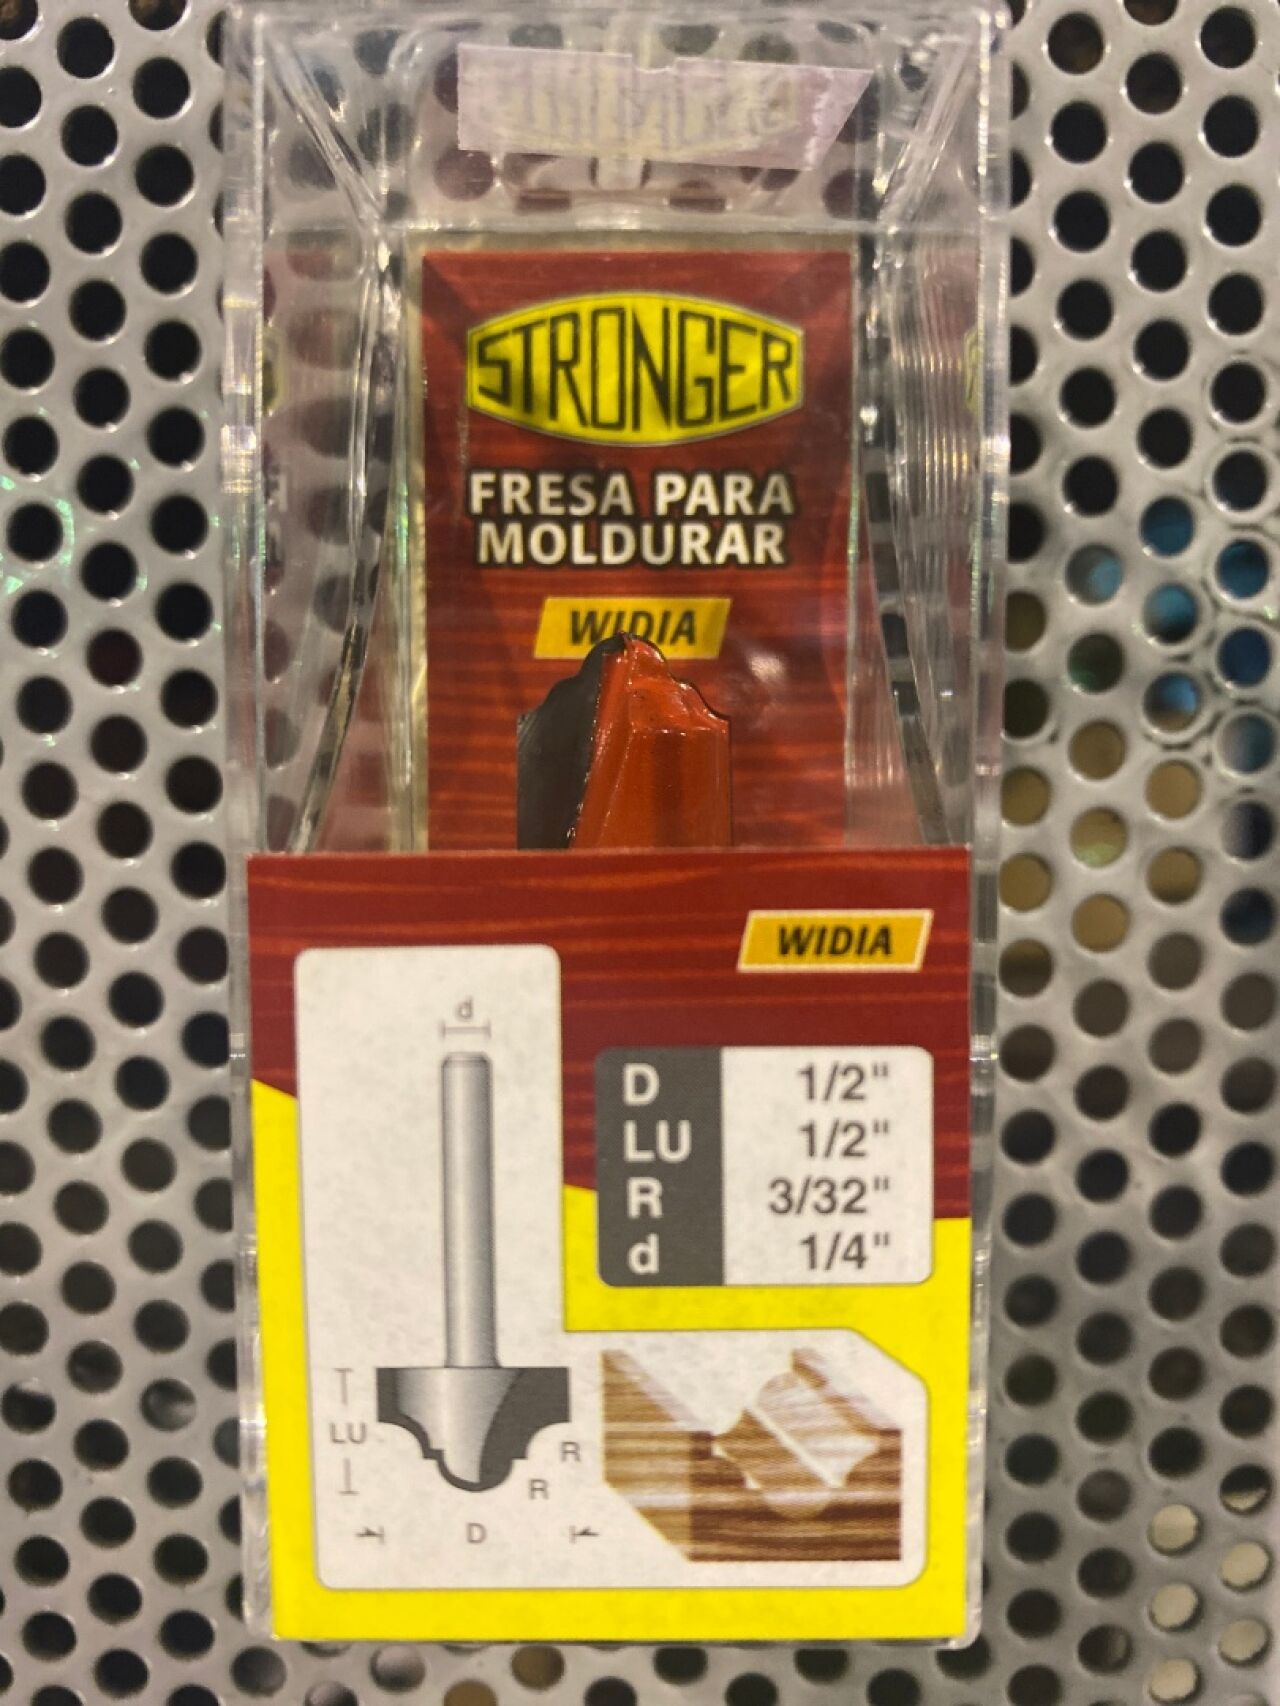 STRONGER
FRESA PARA
MOLDURAR
WIDIA
WIDIA
d
D 1/2"
LU 1/2"
R 3/32"
d 1/4"
LU
R
R
D